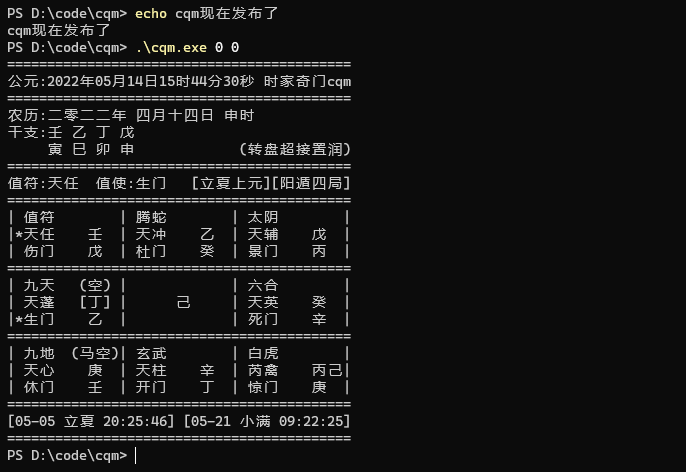 PS D:\code\cqm> echo cqm现在发布了
cqm现在发布了
PS D:\code\cqm> .\cqm.exe 0 0
===========================================
公元:2022年05月14日15时44分30秒 时家奇门cqm
===========================================
农历:二零二二年 四月十四日 申时
干支:壬 乙 丁 戊
     寅 巳 卯 申             (转盘超接置润)
===========================================
值符:天任  值使:生门   [立夏上元][阳遁四局]
===========================================
| 值符        | 腾蛇        | 太阴        |
|*天任    壬  | 天冲    乙  | 天辅    戊  |
| 伤门    戊  | 杜门    癸  | 景门    丙  |
===========================================
| 九天   (空) |             | 六合        |
| 天蓬   [丁] |      己     | 天英    癸  |
|*生门    乙  |             | 死门    辛  |
===========================================
| 九地  (马空)| 玄武        | 白虎        |
| 天心    庚  | 天柱    辛  | 芮禽    丙己|
| 休门    壬  | 开门    丁  | 惊门    庚  |
===========================================
[05-05 立夏 20:25:46] [05-21 小满 09:22:25]
===========================================
PS D:\code\cqm>